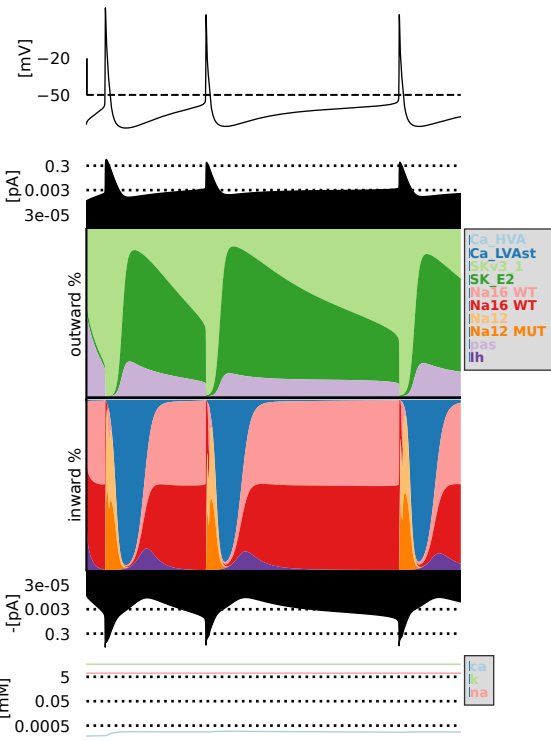 [mV]
−20
−50
[pA]
0.3
0.003
3e-05
outward %
Ca_HVA
Ca_LVAst
SKv3_1
SK_E2
Na16 WT
Na16 WT
Na12
Na12 MUT
pas
Ih
inward %
-[pA]
3e-05
0.003
0.3
[mM]
5
0.05
0.0005
ca
k
na